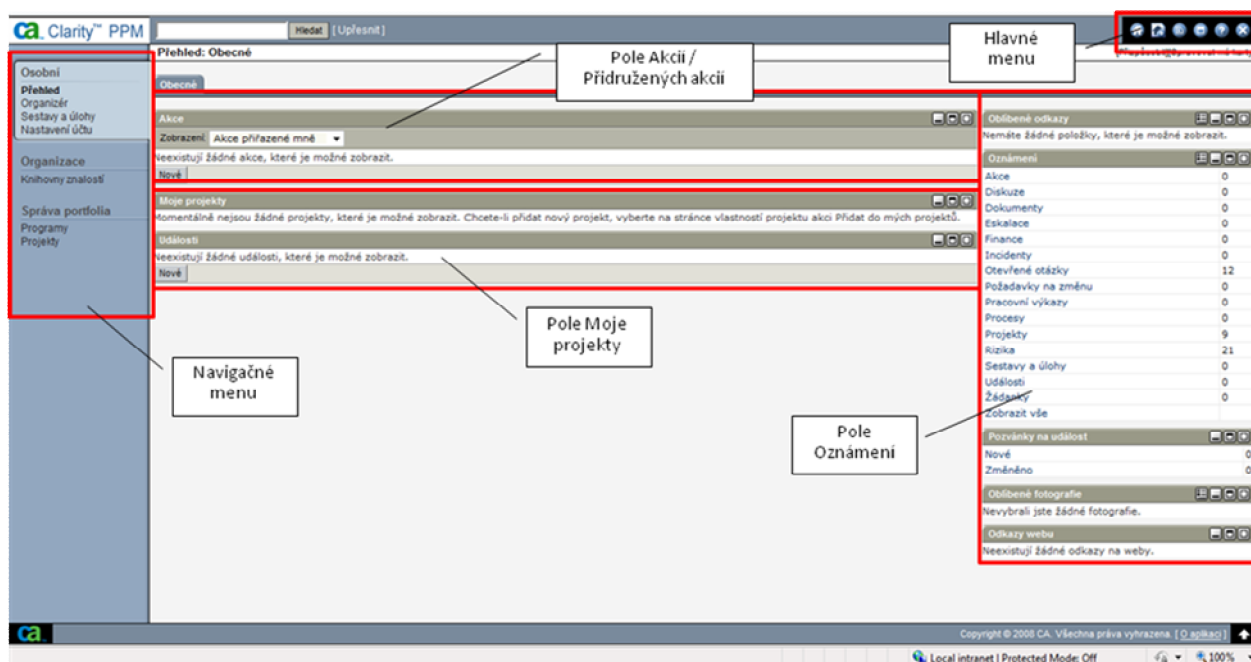 ca Clarity™ PPM
Hledat [ Upřesnit ]
Hlavné
menu
Přehled: Obecné
Pole Akcií /
Přidružených akcií
Osobní
Přehled
Organizér
Sestavy a úlohy
Nastavení účtu
Organizace
Knihovny znalostí
Správa portfolia
Programy
Projekty
Navigačné
menu
Obecné
Akce
Zobrazení: Akce přiřazené mně
Neexistují žádné akce, které je možné zobrazit.
Nové
Moje projekty
Momentálně nejsou žádné projekty, které je možné zobrazit. Chcete-li přidat nový projekt, vyberte na stránce vlastností projektu akci Přidat do mých projektů.
Události
Neexistují žádné události, které je možné zobrazit.
Nové
Pole Moje
projekty
Oblíbené odkazy
Nemáte žádné položky, které je možné zobrazit.
Oznámení
Akce 0
Diskuze 0
Dokumenty 0
Eskalace 0
Finance 0
Incidenty 0
Otevřené otázky 12
Požadavky na změnu 0
Pracovní výkazy 0
Procesy 0
Projekty 9
Rizika 21
Sestavy a úlohy 0
Události 0
Žádanky 0
Zobrazit vše
Pole
Oznámení
Pozvánky na událost
Nové 0
Změněno 0
Oblíbené fotografie
Nevybrali jste žádné fotografie.
Odkazy webu
Neexistují žádné odkazy na weby.
ca
Copyright © 2008 CA. Všechna práva vyhrazena. [ O aplikaci ]
Local intranet | Protected Mode: Off 100%